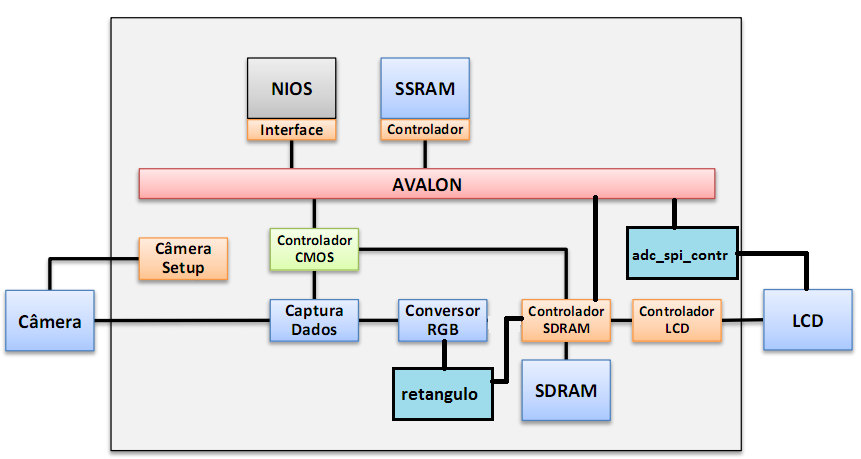 NIOS
Interface
SSRAM
Controlador
AVALON
Câmera
Setup
Controlador
CMOS
adc_spi_contr
Câmera
Captura
Dados
Conversor
RGB
Controlador
SDRAM
Controlador
LCD
LCD
retangulo
SDRAM